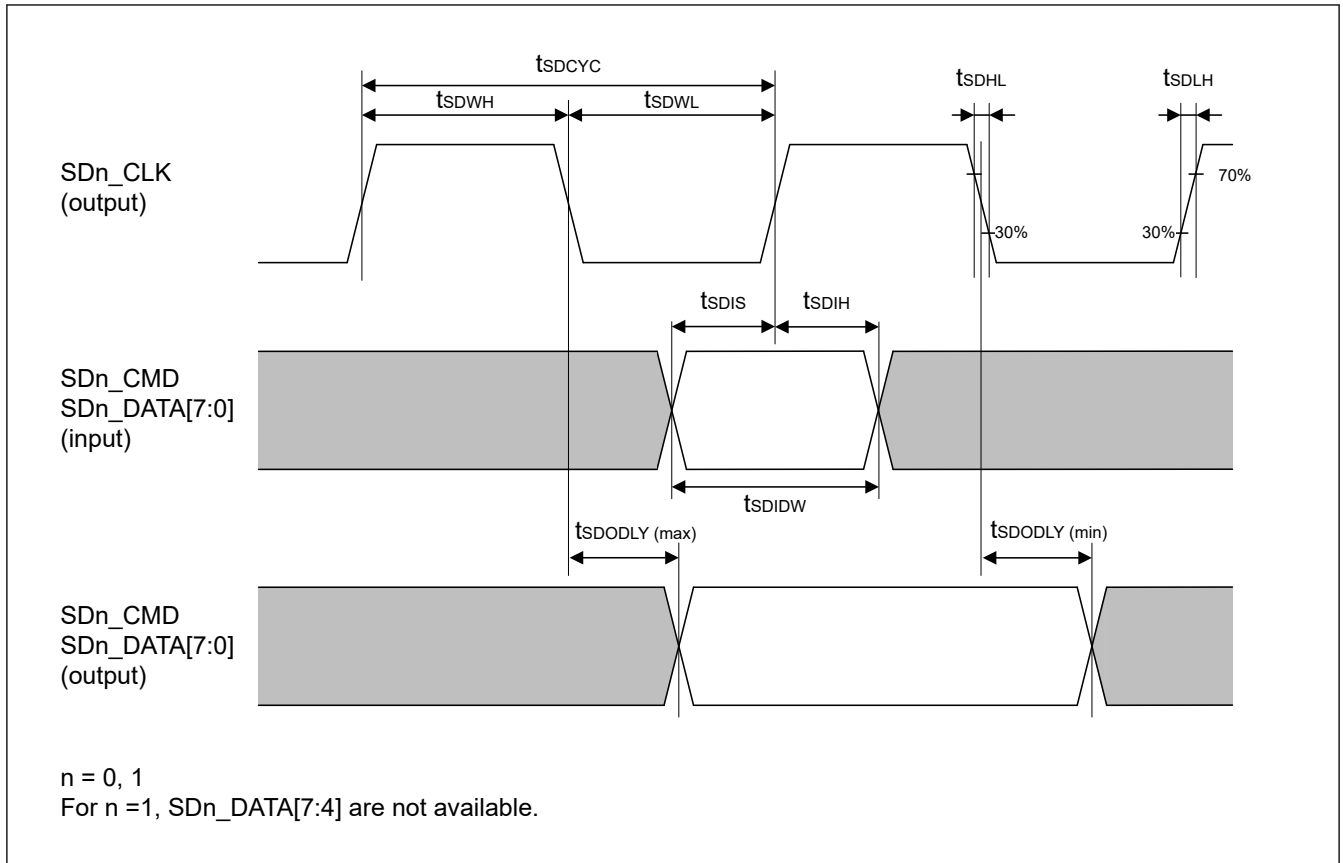 tSDCYC
tSDHL
tSDLH
tSDWH
tSDWL
SDn_CLK
(output)
70%
30%
30%
tSDIS
tSDIH
SDn_CMD
SDn_DATA[7:0]
(input)
tSDIDW
tSDODLY (max)
tSDODLY (min)
SDn_CMD
SDn_DATA[7:0]
(output)
n = 0, 1
For n =1, SDn_DATA[7:4] are not available.